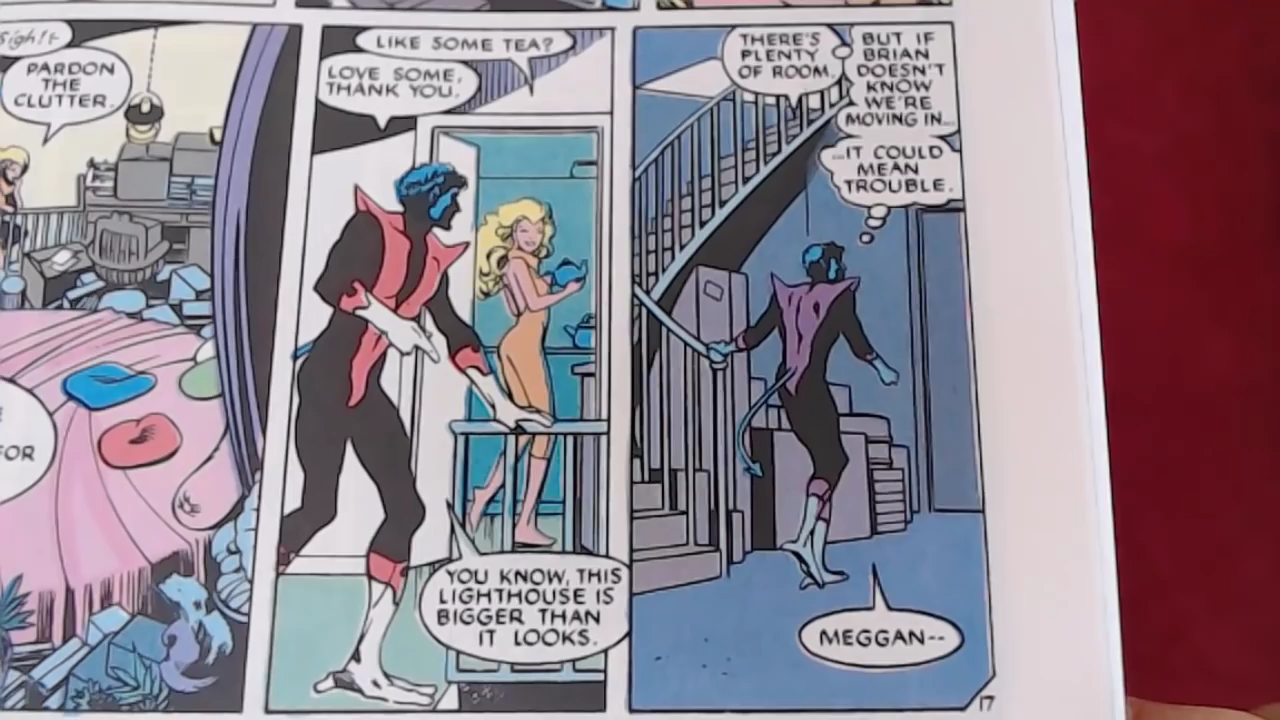 Sigh!
PARDON
THE
CLUTTER.
FOR
LIKE SOME TEA?
LOVE SOME,
THANK YOU.
YOU KNOW, THIS
LIGHTHOUSE IS
BIGGER THAN
IT LOOKS.
THERE'S
PLENTY
OF ROOM.
BUT IF
BRIAN
DOESN'T
KNOW
WE'RE
MOVING IN...
...IT COULD
MEAN
TROUBLE.
MEGGAN--
17